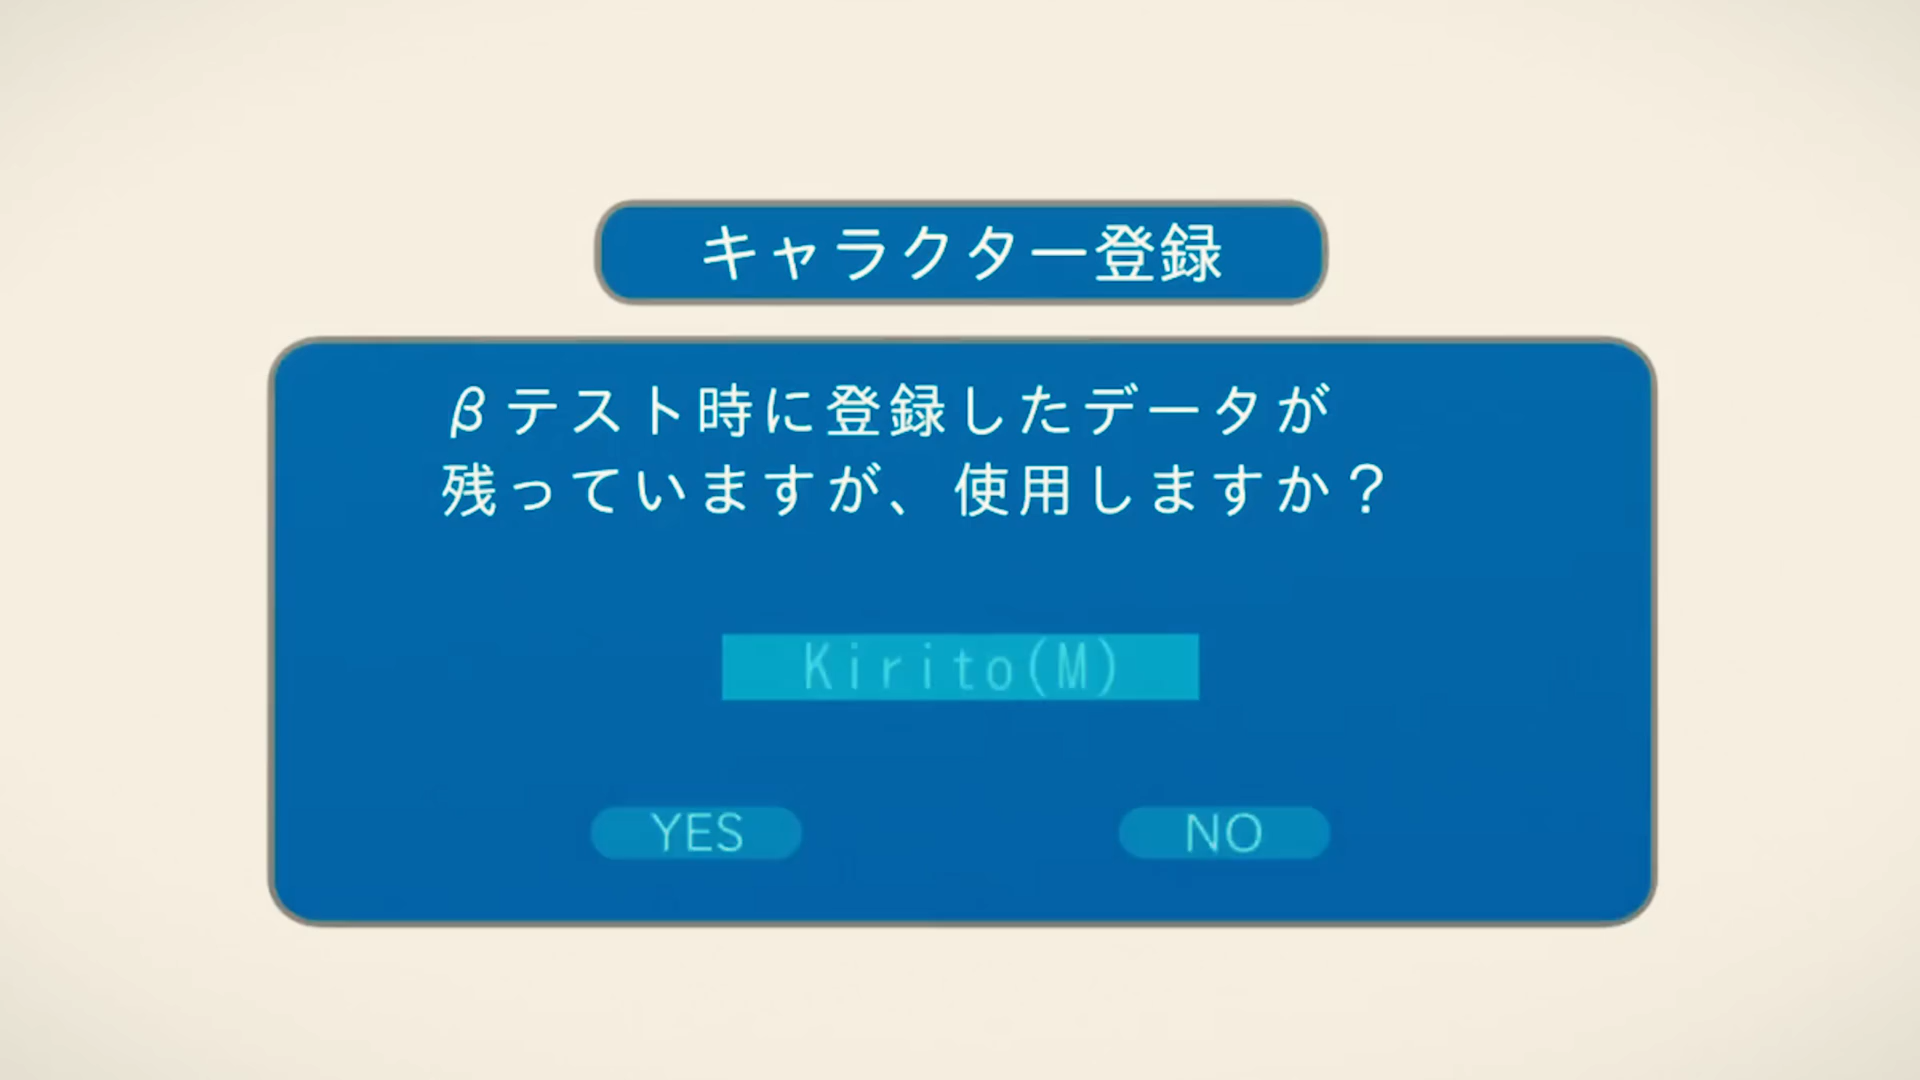 キャラクター登録
βテスト時に登録したデータが
残っていますが、使用しますか？
Kirito(M)
YES
NO